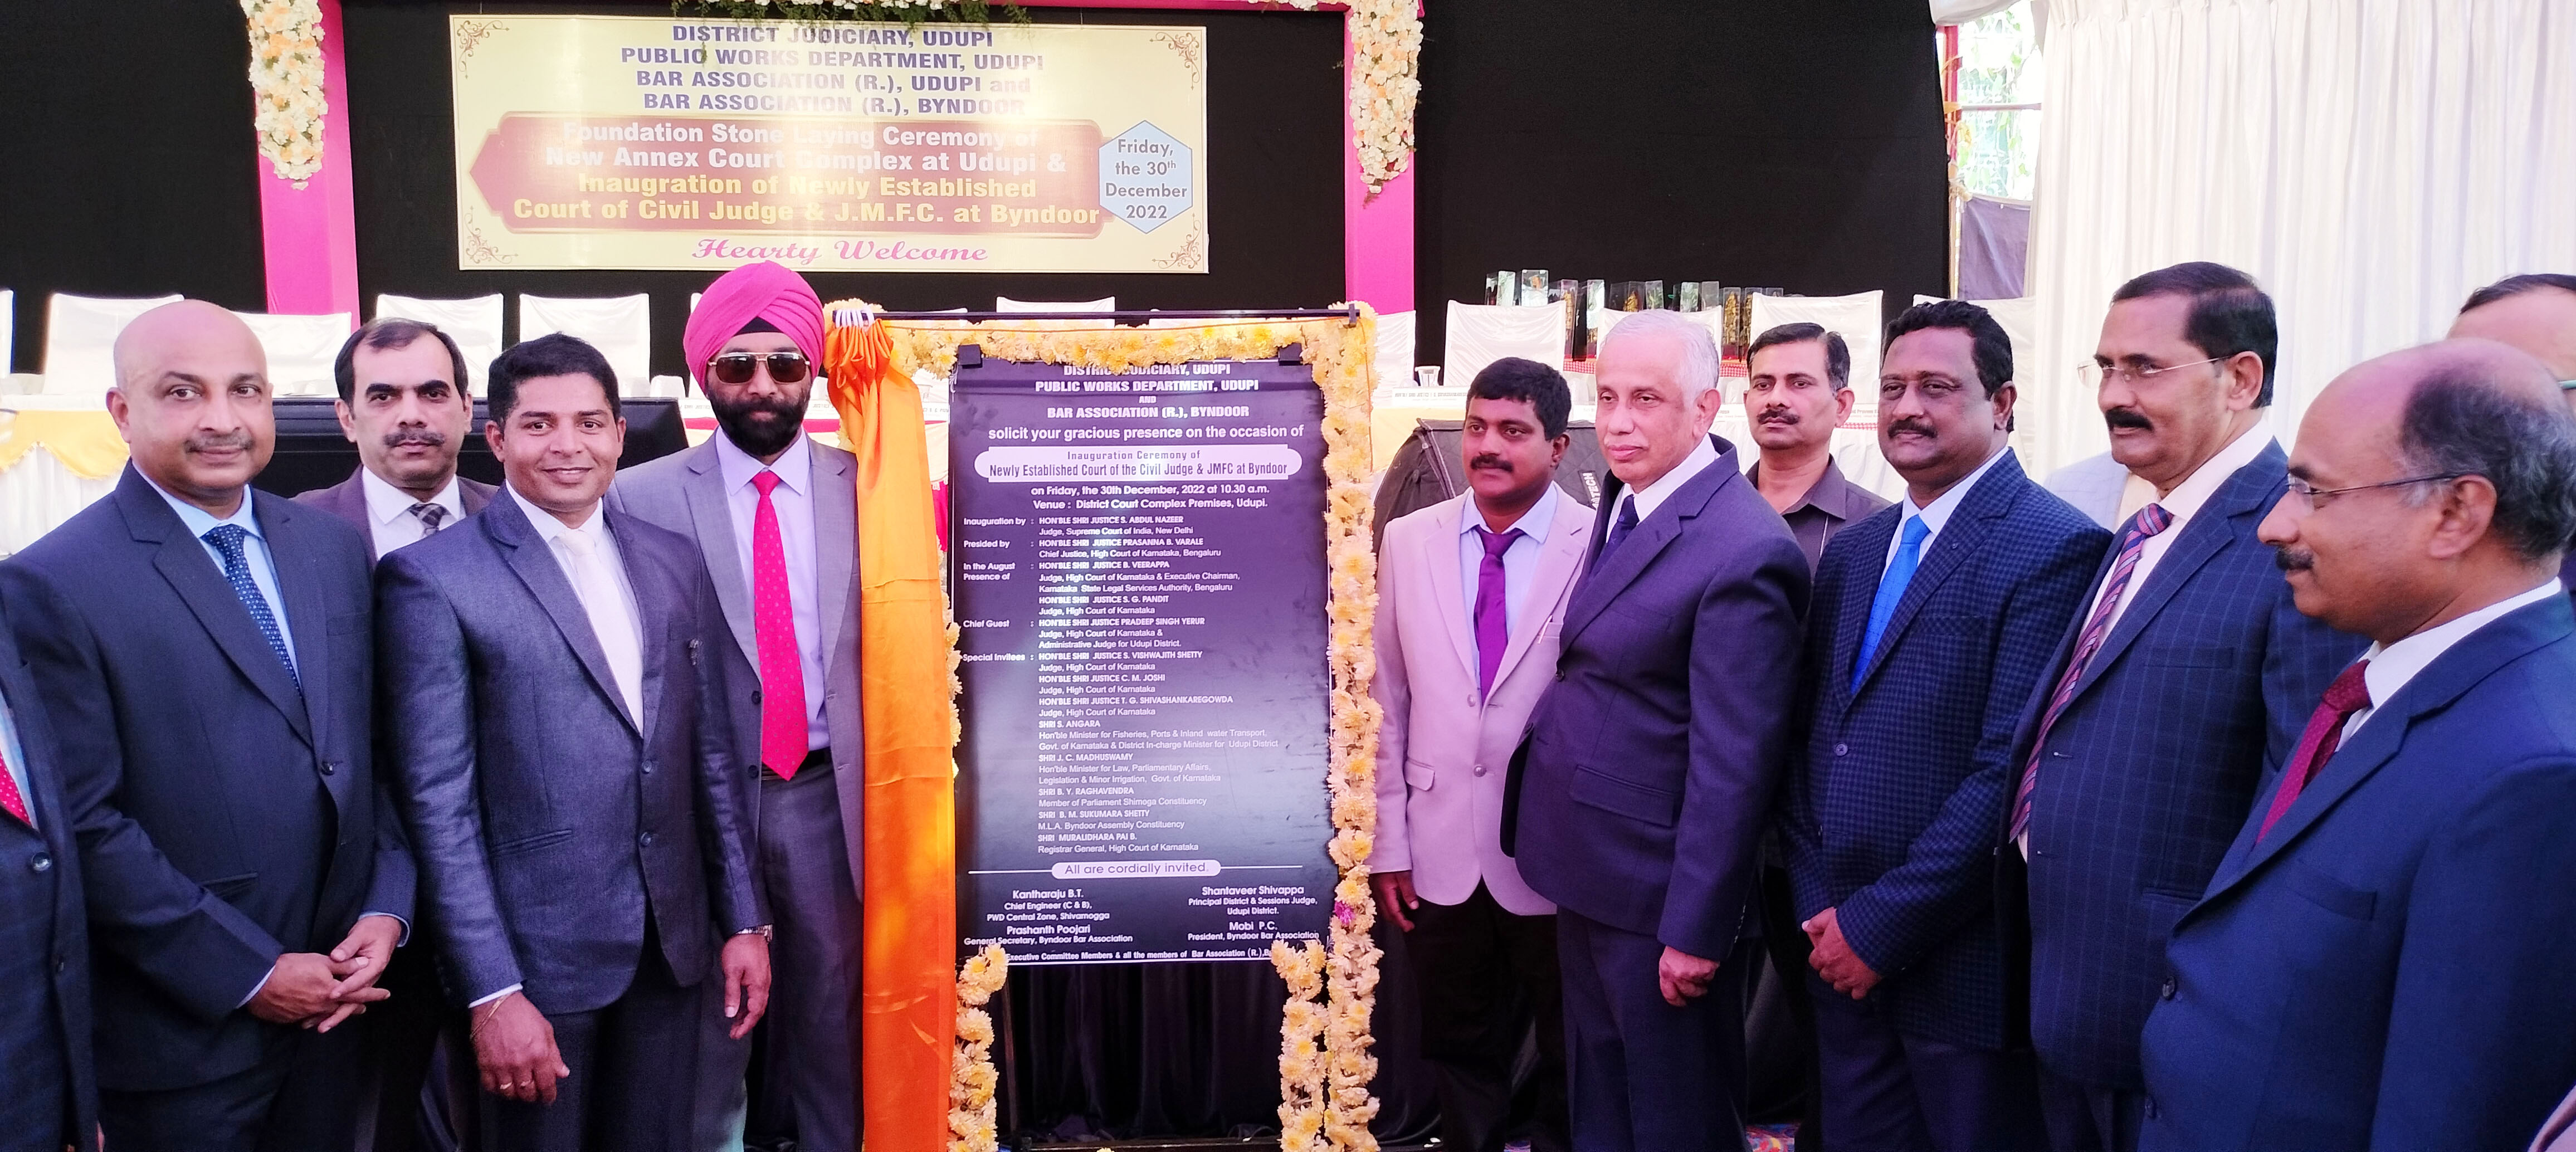 DISTRICT JUDICIARY, UDUPI
PUBLIC WORKS DEPARTMENT, UDUPI
BAR ASSOCIATION (R.), UDUPI and
BAR ASSOCIATION (R.), BYNDOOR
Foundation Stone Laying Ceremony of
New Annex Court Complex at Udupi &
Inaugration of Newly Established
Court of Civil Judge & J.M.F.C. at Byndoor
Friday,
the 30th
December
2022
Hearty Welcome
DISTRICT JUDICIARY, UDUPI
PUBLIC WORKS DEPARTMENT, UDUPI
AND
BAR ASSOCIATION (R.), BYNDOOR
solicit your gracious presence on the occasion of
Inauguration Ceremony of
Newly Established Court of the Civil Judge & JMFC at Byndoor
on Friday, the 30th December, 2022 at 10.30 a.m.
Venue : District Court Complex Premises, Udupi.
Inauguration by : HON'BLE SHRI JUSTICE S. ABDUL NAZEER
Judge, Supreme Court of India, New Delhi
Presided by : HON'BLE SHRI JUSTICE PRASANNA B. VARALE
Chief Justice, High Court of Karnataka, Bengaluru
In the August : HON'BLE SHRI JUSTICE B. VEERAPPA
Presence of Judge, High Court of Karnataka & Executive Chairman,
Karnataka State Legal Services Authority, Bengaluru
HON'BLE SHRI JUSTICE S. G. PANDIT
Judge, High Court of Karnataka
Chief Guest : HON'BLE SHRI JUSTICE PRADEEP SINGH YERUR
Judge, High Court of Karnataka &
Administrative Judge for Udupi District.
Special Invitees : HON'BLE SHRI JUSTICE S. VISHWAJITH SHETTY
Judge, High Court of Karnataka
HON'BLE SHRI JUSTICE C. M. JOSHI
Judge, High Court of Karnataka
HON'BLE SHRI JUSTICE T. G. SHIVASHANKAREGOWDA
Judge, High Court of Karnataka
SHRI S. ANGARA
Hon'ble Minister for Fisheries, Ports & Inland water Transport,
Govt. of Karnataka & District In-charge Minister for Udupi District
SHRI J. C. MADHUSWAMY
Hon'ble Minister for Law, Parliamentary Affairs,
Legislation & Minor Irrigation, Govt. of Karnataka
SHRI B. Y. RAGHAVENDRA
Member of Parliament Shimoga Constituency
SHRI B. M. SUKUMARA SHETTY
M.L.A. Byndoor Assembly Constituency
SHRI MURALIDHARA PAI B.
Registrar General, High Court of Karnataka
All are cordially invited.
Kantharaju B.T.
Chief Engineer (C & B),
PWD Central Zone, Shivamogga
Prashanth Poojari
General Secretary, Byndoor Bar Association
Shantaveer Shivappa
Principal District & Sessions Judge,
Udupi District.
Mobi P.C.
President, Byndoor Bar Association
Executive Committee Members & all the members of Bar Association (R.),